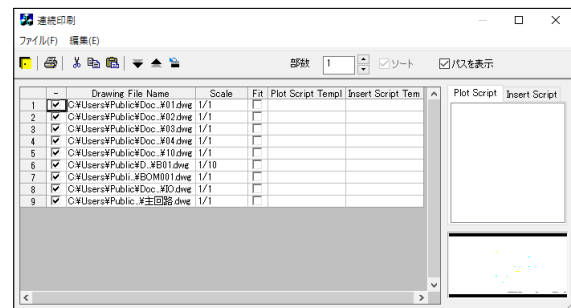 連続印刷
ファイル(F) 編集(E)
部数 1 ソート パスを表示
- Drawing File Name Scale Fit Plot Script Templ Insert Script Tem
1 C:¥Users¥Public¥Doc..¥01.dwg 1/1
2 C:¥Users¥Public¥Doc..¥02.dwg 1/1
3 C:¥Users¥Public¥Doc..¥03.dwg 1/1
4 C:¥Users¥Public¥Doc..¥04.dwg 1/1
5 C:¥Users¥Public¥Doc..¥10.dwg 1/1
6 C:¥Users¥Public¥D..¥B01.dwg 1/10
7 C:¥Users¥Publi..¥BOM001.dwg 1/1
8 C:¥Users¥Public¥Doc..¥IO.dwg 1/1
9 C:¥Users¥Public..¥主回路.dwg 1/1
Plot Script Insert Script